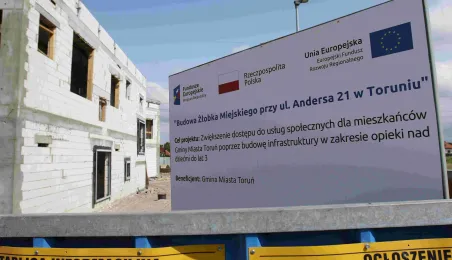 Fundusze
Europejskie
Rzeczpospolita
Polska
Unia Europejska
Europejski Fundusz
Rozwoju Regionalnego
"Budowa Żłobka Miejskiego przy ul. Andersa 21 w Toruniu"
Cel projektu: Zwiększenie dostępu do usług społecznych dla mieszkańców
Gminy Miasta Toruń poprzez budowę infrastruktury w zakresie opieki nad
dziećmi do lat 3
Beneficjent: Gmina Miasta Toruń
TABLICA INFORMACYJNA
OGŁOSZENIE